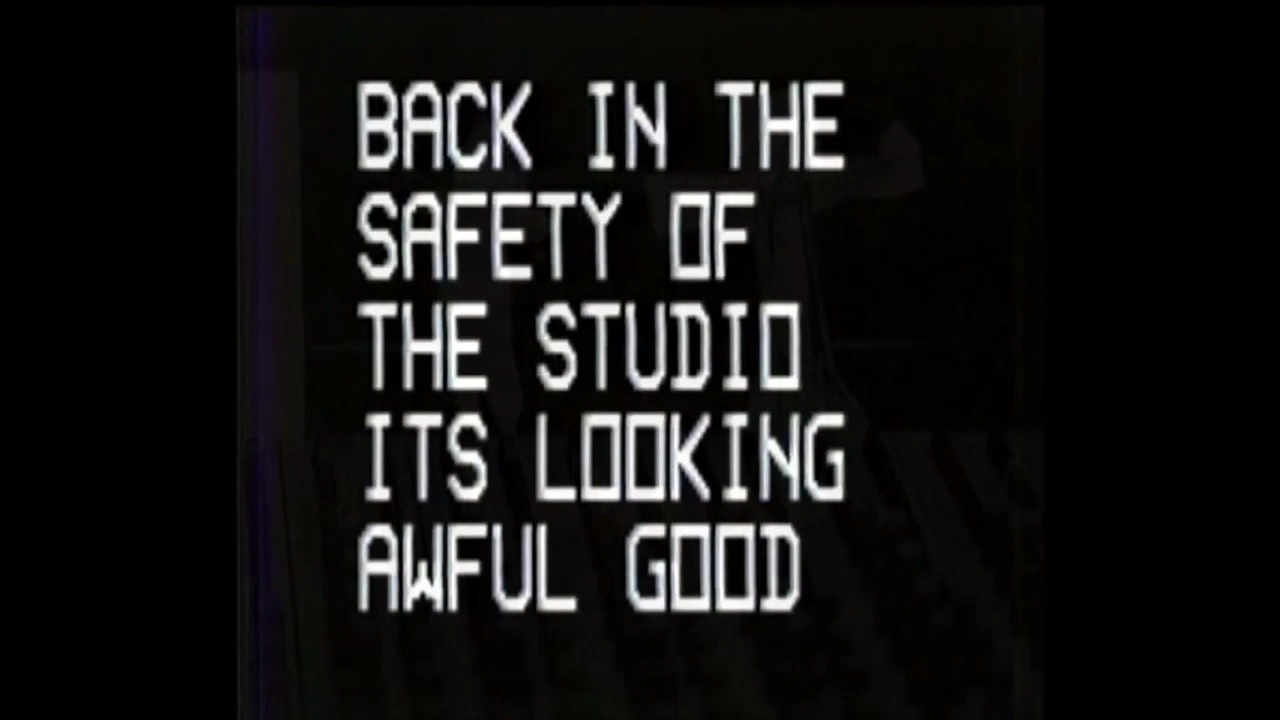 BACK IN THE
SAFETY OF
THE STUDIO
ITS LOOKING
AWFUL GOOD